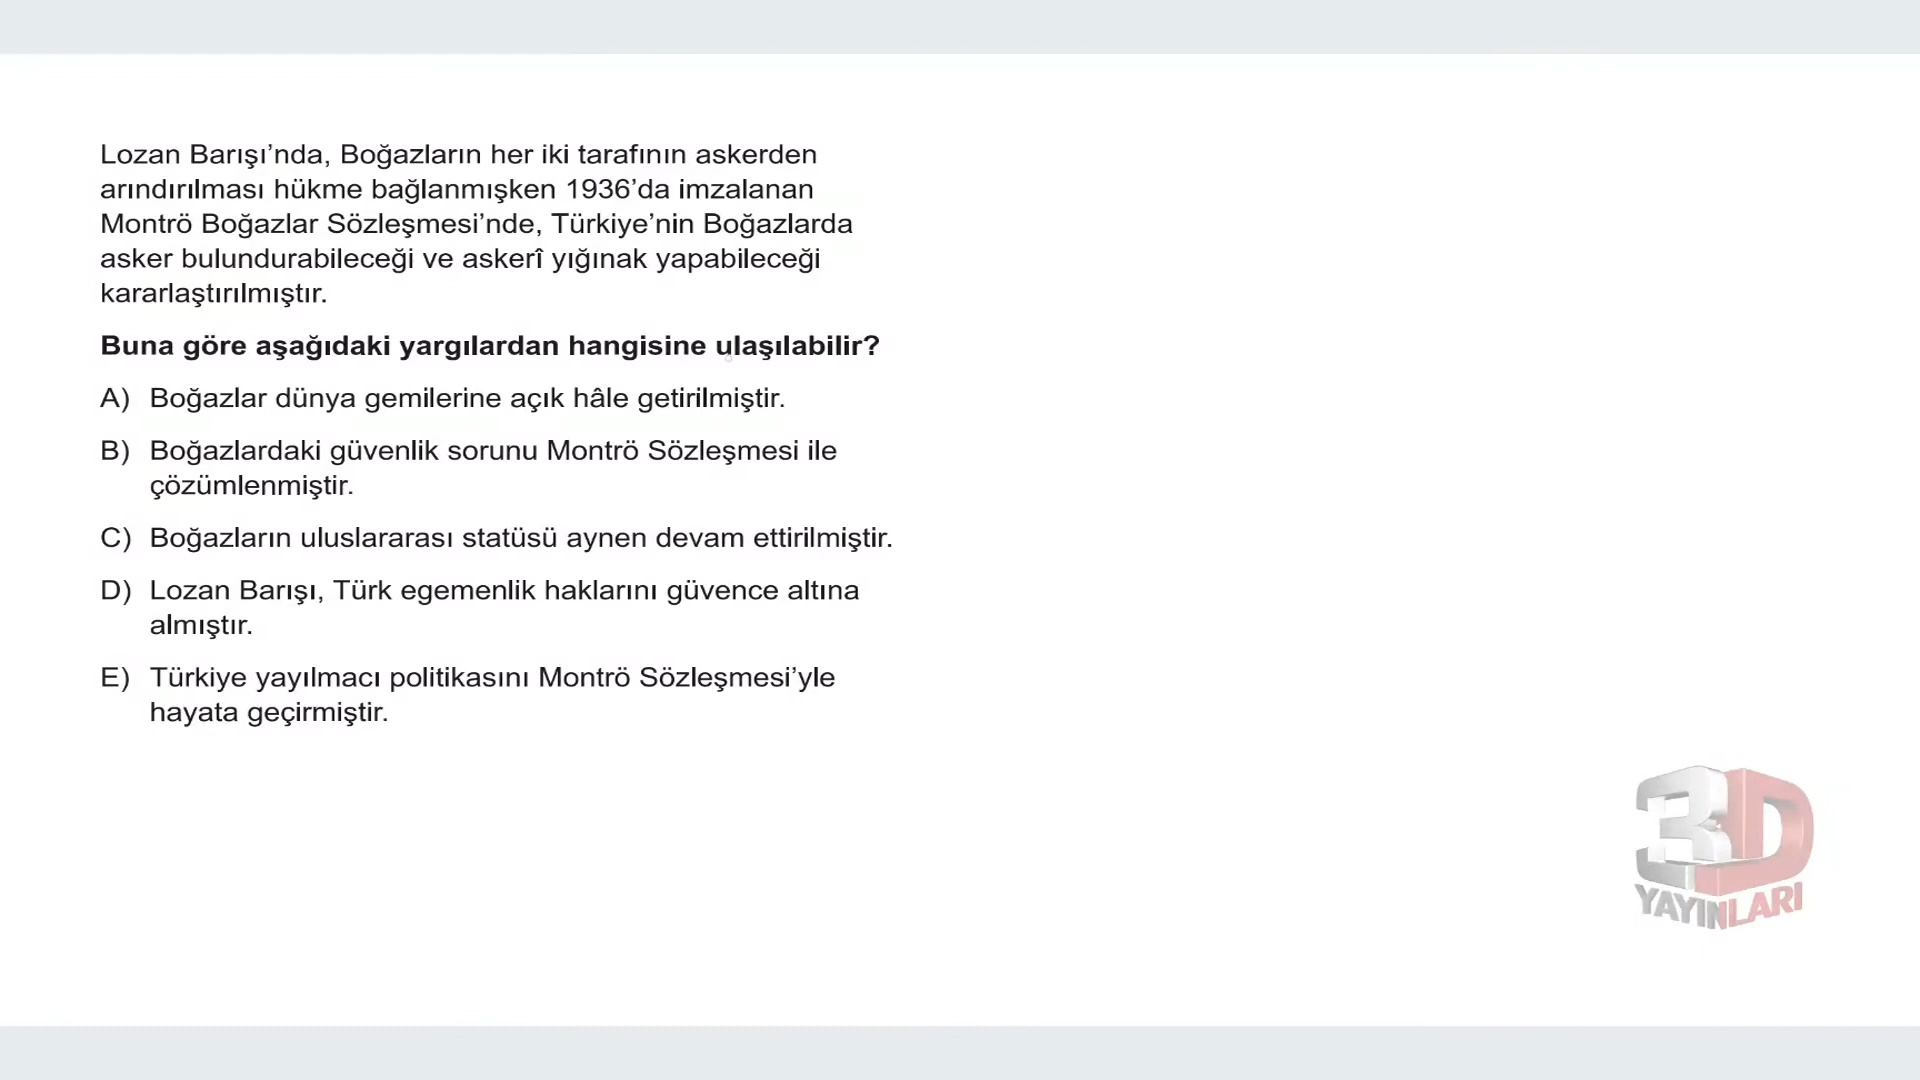 Lozan Barışı’nda, Boğazların her iki tarafının askerden
arındırılması hükme bağlanmışken 1936’da imzalanan
Montrö Boğazlar Sözleşmesi’nde, Türkiye’nin Boğazlarda
asker bulundurabileceği ve askerî yığınak yapabileceği
kararlaştırılmıştır.
Buna göre aşağıdaki yargılardan hangisine ulaşılabilir?
A) Boğazlar dünya gemilerine açık hâle getirilmiştir.
B) Boğazlardaki güvenlik sorunu Montrö Sözleşmesi ile
çözümlenmiştir.
C) Boğazların uluslararası statüsü aynen devam ettirilmiştir.
D) Lozan Barışı, Türk egemenlik haklarını güvence altına
almıştır.
E) Türkiye yayılmacı politikasını Montrö Sözleşmesi’yle
hayata geçirmiştir.
3D
YAYINLARI